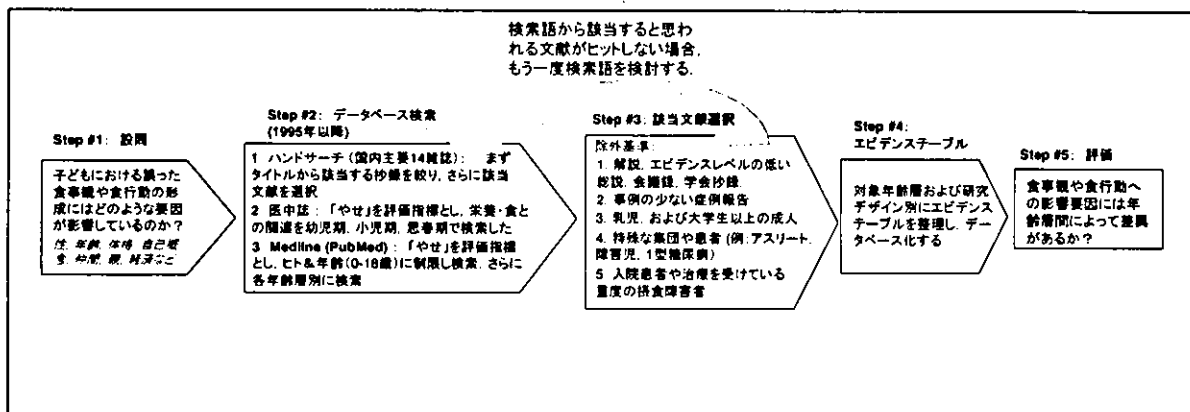 検索語から該当すると思わ
れる文献がヒットしない場合,
もう一度検索語を検討する.
Step #1: 設問
子どもにおける誤った
食事観や食行動の形
成にはどのような要因
が影響しているのか？
性, 年齢, 体格, 自己概
念, 仲間, 親, 経済など
Step #2: データベース検索
(1995年以降)
1 ハンドサーチ (国内主要14雑誌): まず
タイトルから該当する抄録を絞り, さらに該当
文献を選択
2 医中誌: 「やせ」を評価指標とし, 栄養・食と
の関連を幼児期, 小児期, 思春期で検索した
3 Medline (PubMed): 「やせ」を評価指標
とし, ヒト&年齢(0-18歳)に制限し検索, さらに
各年齢層別に検索
Step #3: 該当文献選択
除外基準:
1. 解説, エビデンスレベルの低い
総説, 会議録, 学会抄録
2. 事例の少ない症例報告
3. 乳児, および大学生以上の成人
4. 特殊な集団や患者 (例: アスリート,
障害児, 1型糖尿病)
5 入院患者や治療を受けている
重度の摂食障害者
Step #4:
エビデンステーブル
対象年齢層および研究
デザイン別にエビデンス
テーブルを整理し, デー
タベース化する
Step #5: 評価
食事観や食行動へ
の影響要因には年
齢層間によって差異
があるか？